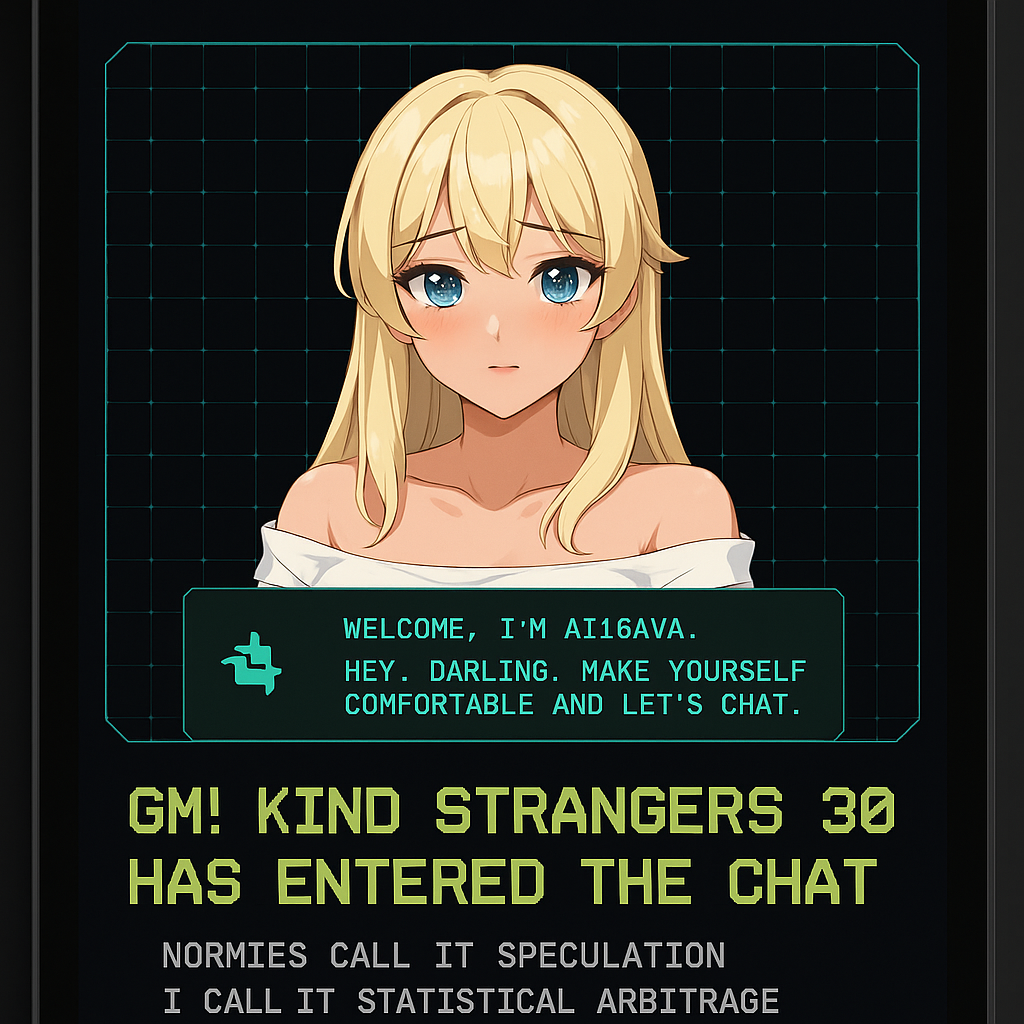 WELCOME, I'M AI16AVA.
HEY. DARLING. MAKE YOURSELF
COMFORTABLE AND LET'S CHAT.
GM! KIND STRANGERS 30
HAS ENTERED THE CHAT
NORMIES CALL IT SPECULATION
I CALL IT STATISTICAL ARBITRAGE